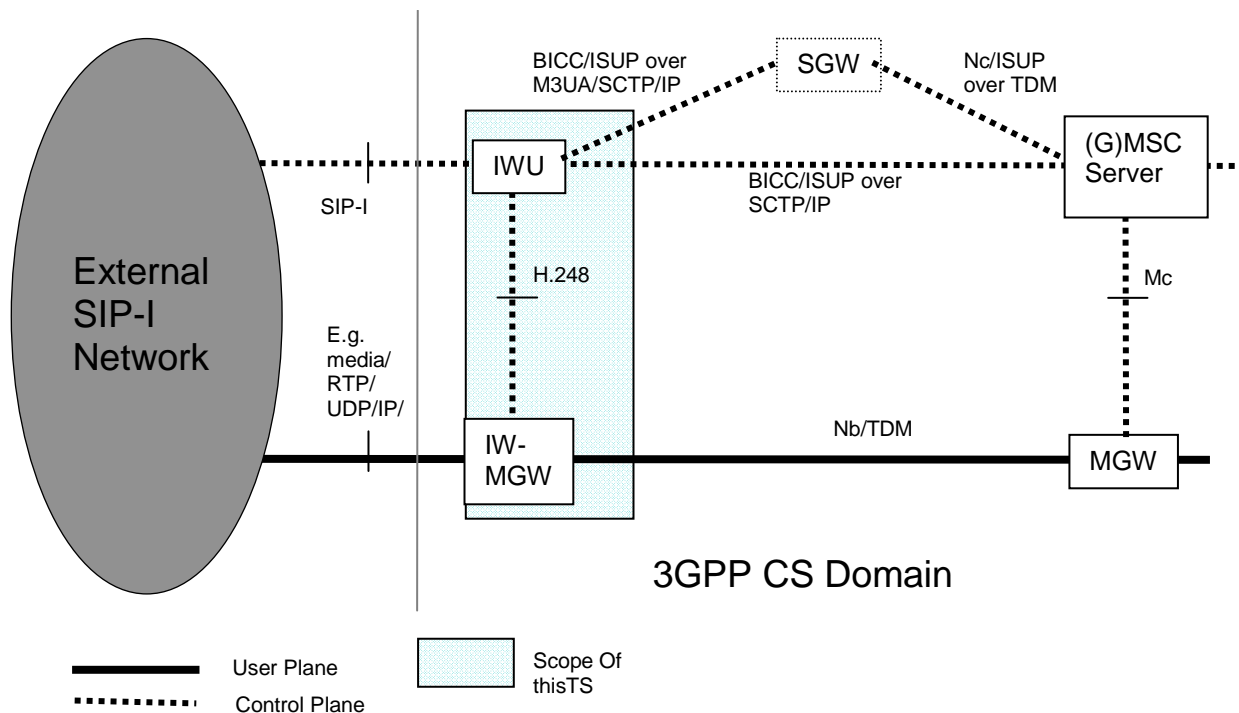 BICC/ISUP over
M3UA/SCTP/IP
SGW
Nc/ISUP
over TDM
IWU
(G)MSC
Server
SIP-I
BICC/ISUP over
SCTP/IP
External
SIP-I
Network
H.248
Mc
E.g.
media/
RTP/
UDP/IP/
IW-
MGW
Nb/TDM
MGW
3GPP CS Domain
User Plane
Control Plane
Scope Of
thisTS